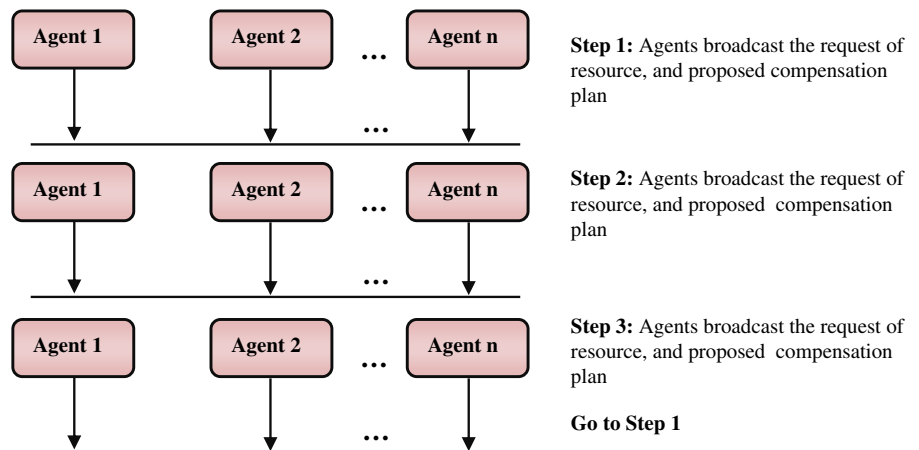 Agent 1 Agent 2 ... Agent n
Step 1: Agents broadcast the request of
resource, and proposed compensation
plan
...
Agent 1 Agent 2 ... Agent n
Step 2: Agents broadcast the request of
resource, and proposed compensation
plan
...
Agent 1 Agent 2 ... Agent n
Step 3: Agents broadcast the request of
resource, and proposed compensation
plan
...
Go to Step 1